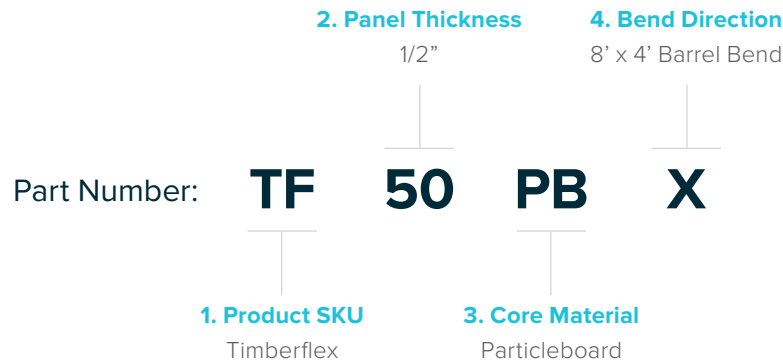 2. Panel Thickness
1/2”
4. Bend Direction
8’ x 4’ Barrel Bend
Part Number: TF 50 PB X
1. Product SKU
Timberflex
3. Core Material
Particleboard